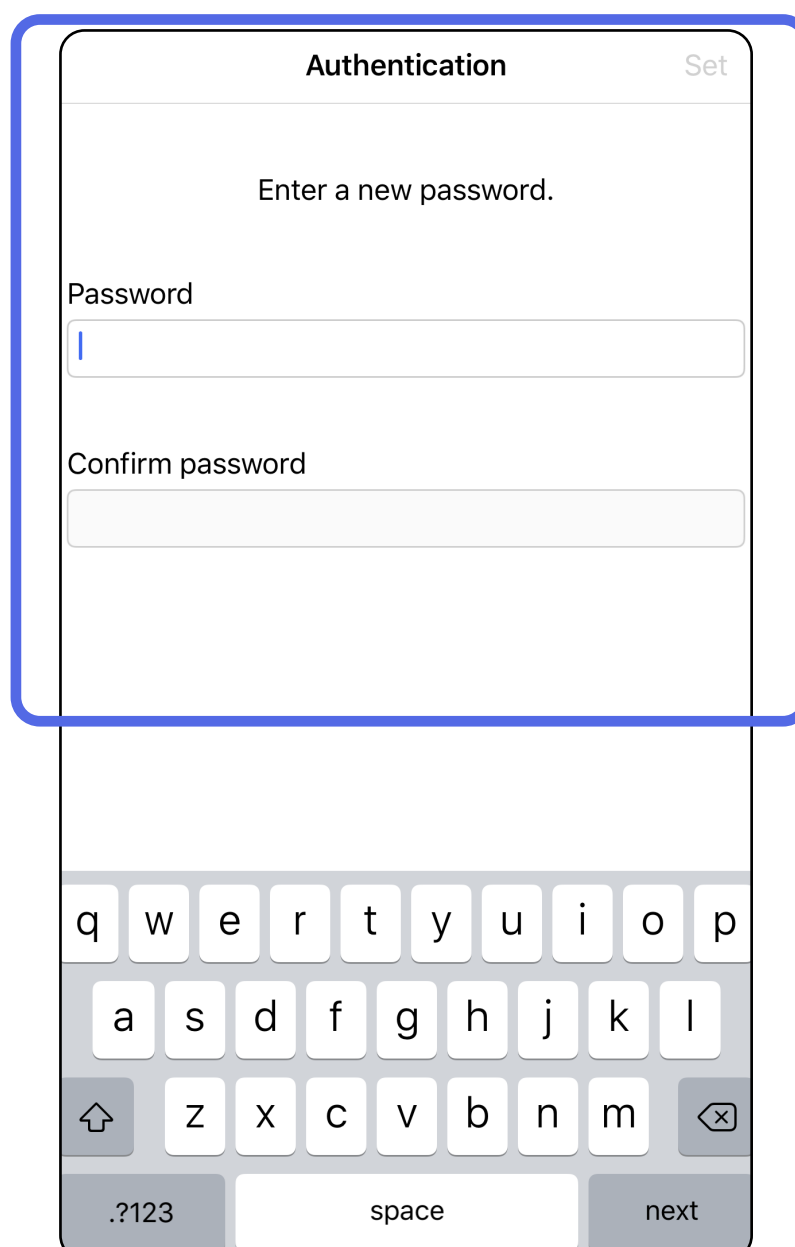 Authentication Set
Enter a new password.
Password
Confirm password
q w e r t y u i o p
a s d f g h j k l
z x c v b n m
.?123 space next